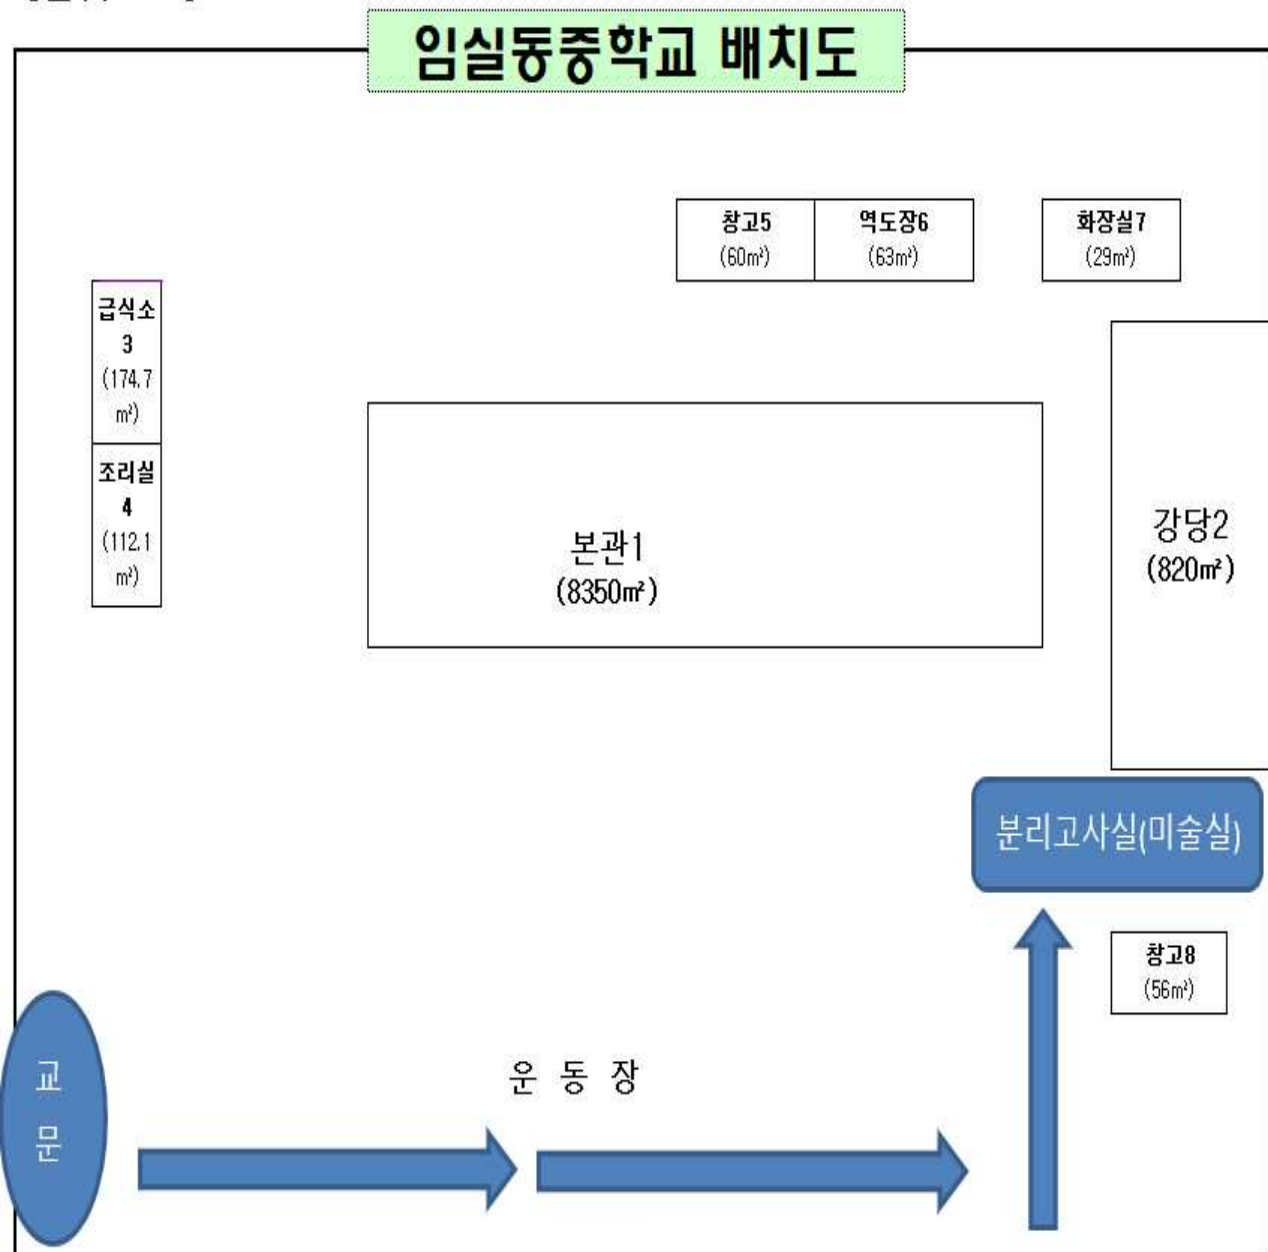 임실동중학교 배치도
창고5
(60㎡)
역도장6
(63㎡)
화장실7
(29㎡)
급식소
3
(174.7
㎡)
조리실
4
(112.1
㎡)
본관1
(8350㎡)
강당2
(820㎡)
분리고사실(미술실)
창고8
(56㎡)
운 동 장
교
문